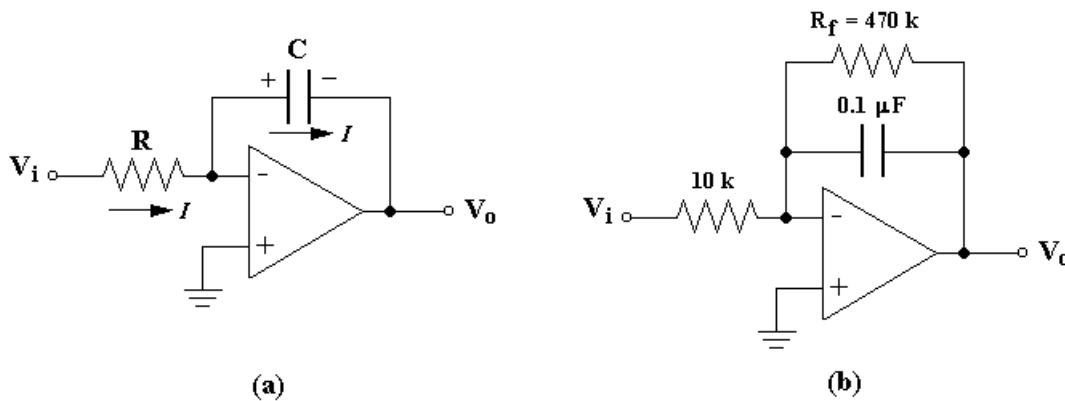 C
+ −
I
R
V_i
I
-
+
V_o
(a)
R_f = 470 k
0.1 μF
10 k
V_i
-
+
V_o
(b)